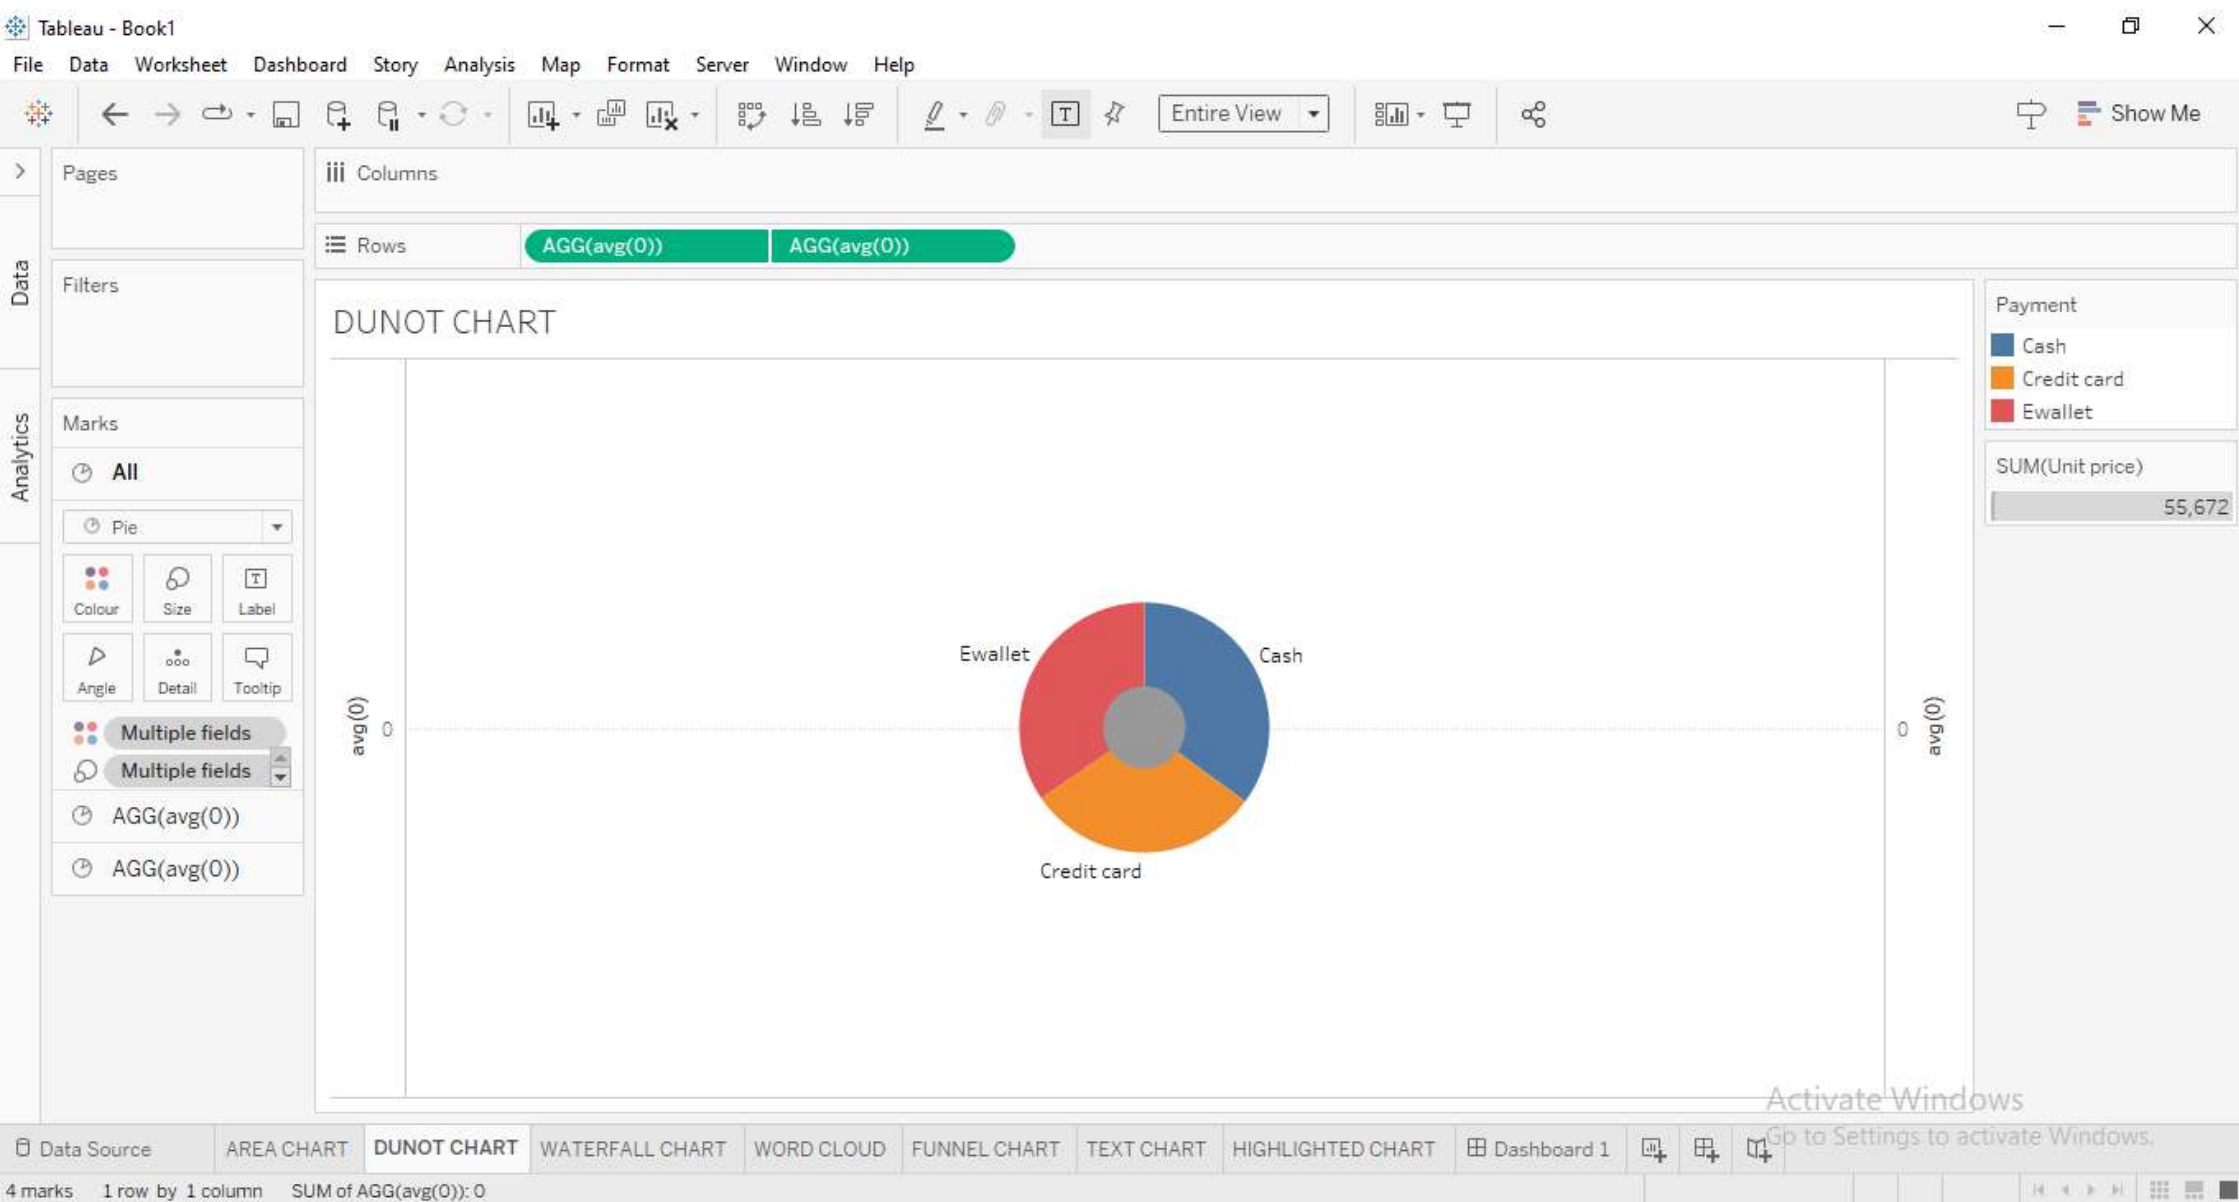 Tableau - Book1
File Data Worksheet Dashboard Story Analysis Map Format Server Window Help
Entire View
Show Me
Data
Analytics
Pages
Columns
Rows AGG(avg(0)) AGG(avg(0))
Filters
Marks
All
Pie
Colour Size Label
Angle Detail Tooltip
Multiple fields
Multiple fields
AGG(avg(0))
AGG(avg(0))
DUNOT CHART
avg(0)
0
Ewallet
Cash
Credit card
0
avg(0)
Payment
Cash
Credit card
Ewallet
SUM(Unit price)
55,672
Activate Windows
Go to Settings to activate Windows.
Data Source AREA CHART DUNOT CHART WATERFALL CHART WORD CLOUD FUNNEL CHART TEXT CHART HIGHLIGHTED CHART Dashboard 1
4 marks 1 row by 1 column SUM of AGG(avg(0)): 0